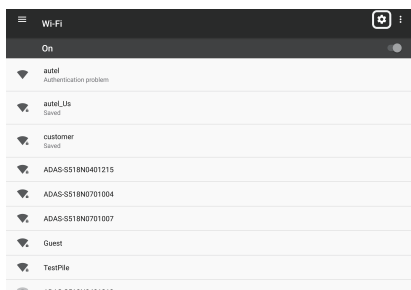 Wi-Fi
On
autel
Authentication problem
autel_Us
Saved
customer
Saved
ADAS-S518N0401215
ADAS-S518N0701004
ADAS-S518N0701007
Guest
TestPile